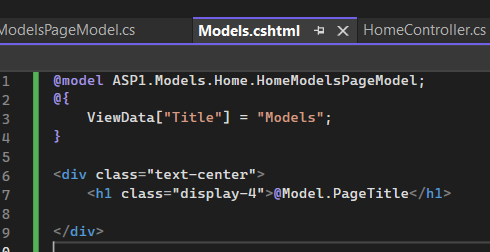 ModelsPageModel.cs Models.cshtml HomeController.cs
1 @model ASP1.Models.Home.HomeModelsPageModel;
2 @{
3 ViewData["Title"] = "Models";
4 }
5
6 <div class="text-center">
7 <h1 class="display-4">@Model.PageTitle</h1>
8
9 </div>